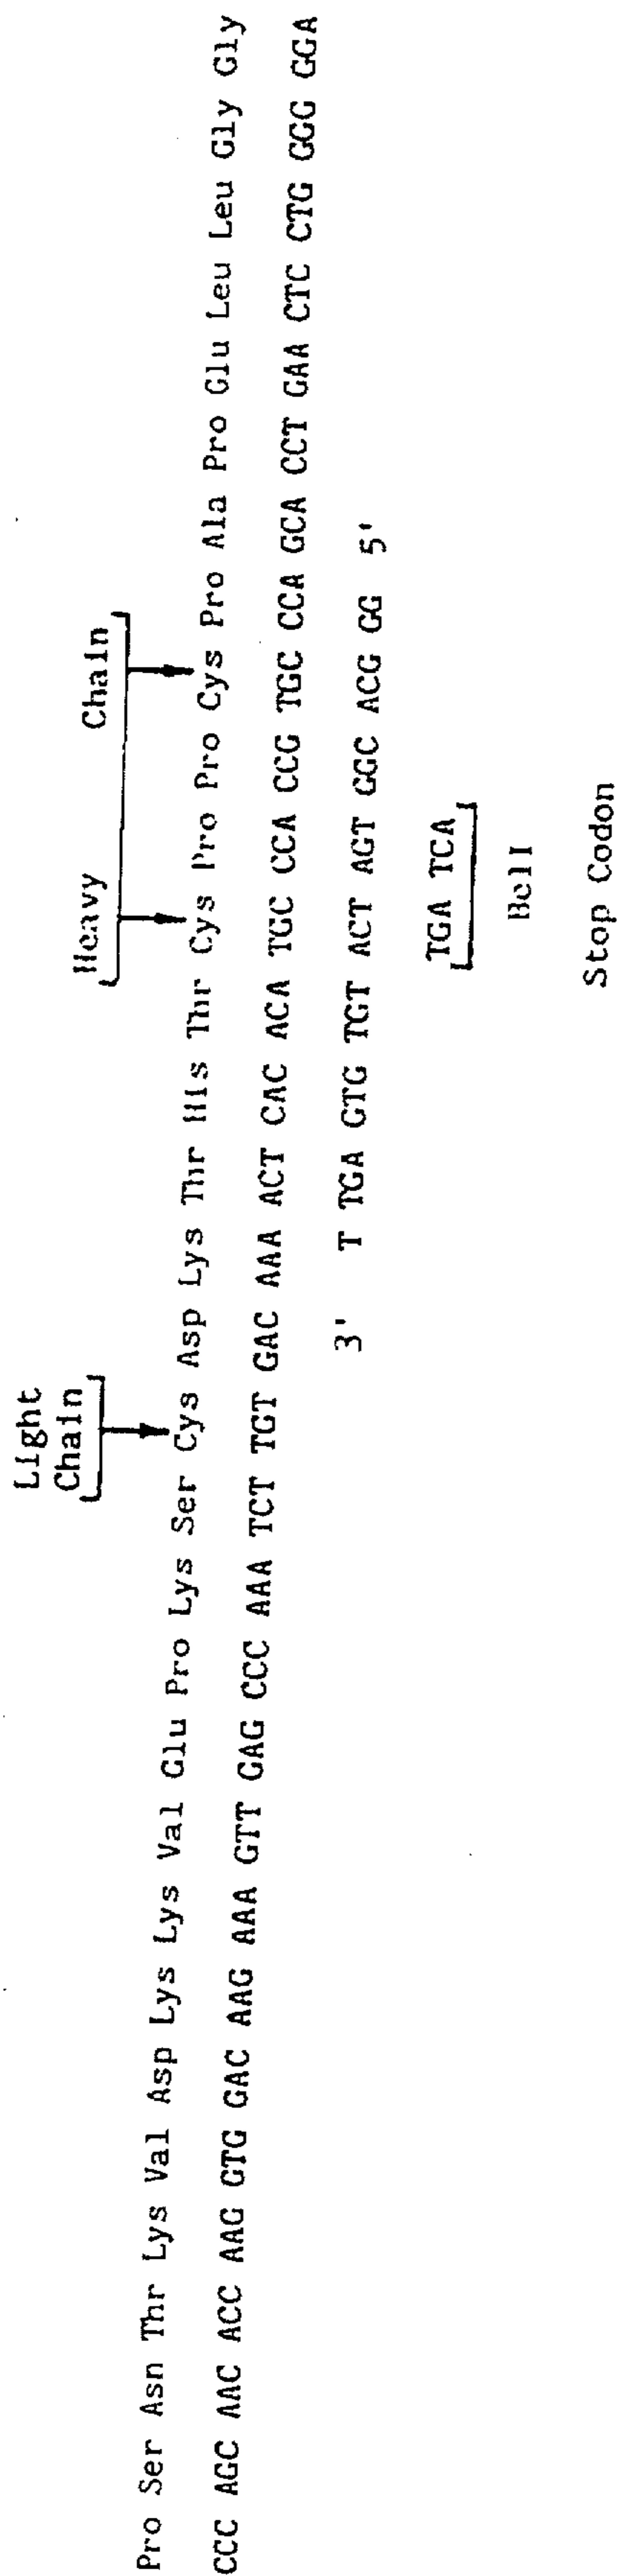 Light
Chain
Heavy Chain
Pro Ser Asn Thr Lys Val Asp Lys Lys Val Glu Pro Lys Ser Cys Asp Lys Thr His Thr Cys Pro Pro Cys Pro Ala Pro Glu Leu Leu Gly Gly
CCC AGC AAC ACC AAG GTG GAC AAG AAA GTT GAG CCC AAA TCT TGT GAC AAA ACT CAC ACA TGC CCA CCG TGC CCA GCA CCT GAA CTC CTG GGG GGA
3' T TGA GTG TGT ACT AGT GGC ACG GG 5'
TGA TCA
BclI
Stop Codon